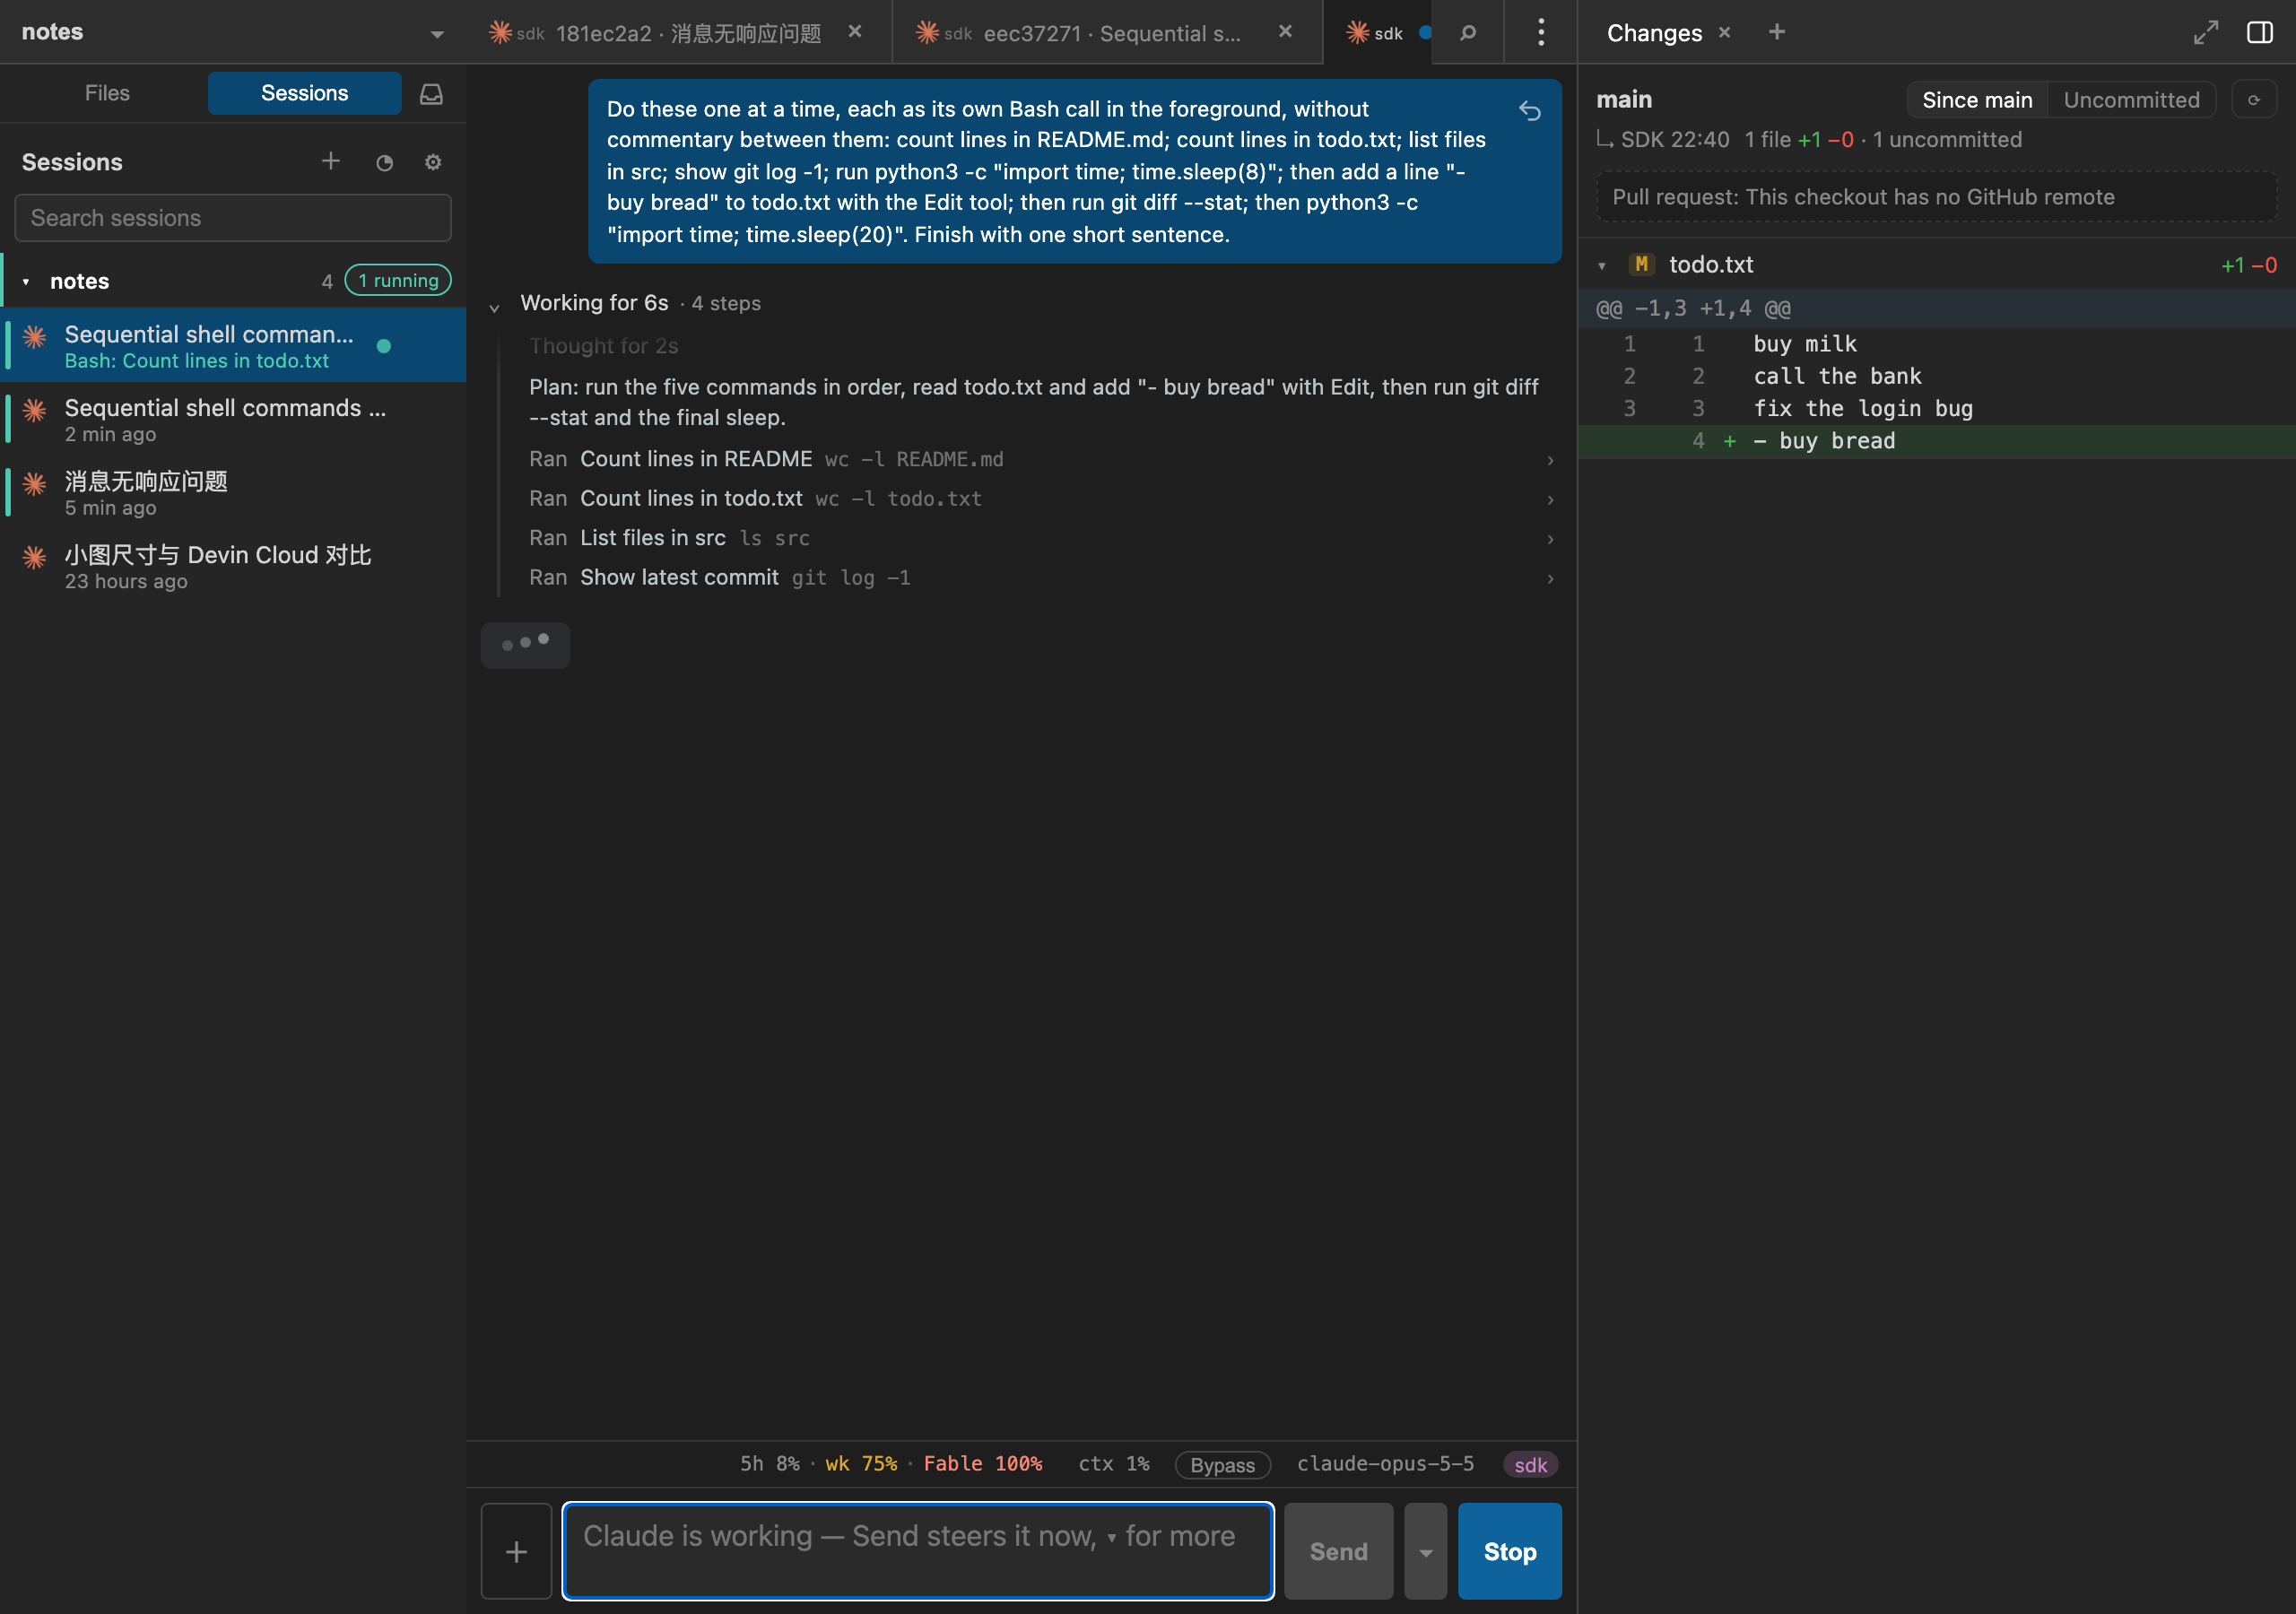 notes
Files
Sessions
Sessions
Search sessions
notes 4 1 running
Sequential shell comman...
Bash: Count lines in todo.txt
Sequential shell commands ...
2 min ago
消息无响应问题
5 min ago
小图尺寸与 Devin Cloud 对比
23 hours ago
sdk 181ec2a2 · 消息无响应问题 ×
sdk eec37271 · Sequential s... ×
sdk
Do these one at a time, each as its own Bash call in the foreground, without
commentary between them: count lines in README.md; count lines in todo.txt; list files
in src; show git log -1; run python3 -c "import time; time.sleep(8)"; then add a line "-
buy bread" to todo.txt with the Edit tool; then run git diff --stat; then python3 -c
"import time; time.sleep(20)". Finish with one short sentence.
Working for 6s · 4 steps
Thought for 2s
Plan: run the five commands in order, read todo.txt and add "- buy bread" with Edit, then run git diff
--stat and the final sleep.
Ran Count lines in README wc -l README.md
Ran Count lines in todo.txt wc -l todo.txt
Ran List files in src ls src
Ran Show latest commit git log -1
5h 8% · wk 75% · Fable 100% ctx 1% Bypass claude-opus-5-5 sdk
Claude is working — Send steers it now, ▾ for more
Send
Stop
Changes × +
main
Since main
Uncommitted
SDK 22:40 1 file +1 −0 · 1 uncommitted
Pull request: This checkout has no GitHub remote
M todo.txt +1 −0
@@ −1,3 +1,4 @@
1 1 buy milk
2 2 call the bank
3 3 fix the login bug
4 + - buy bread